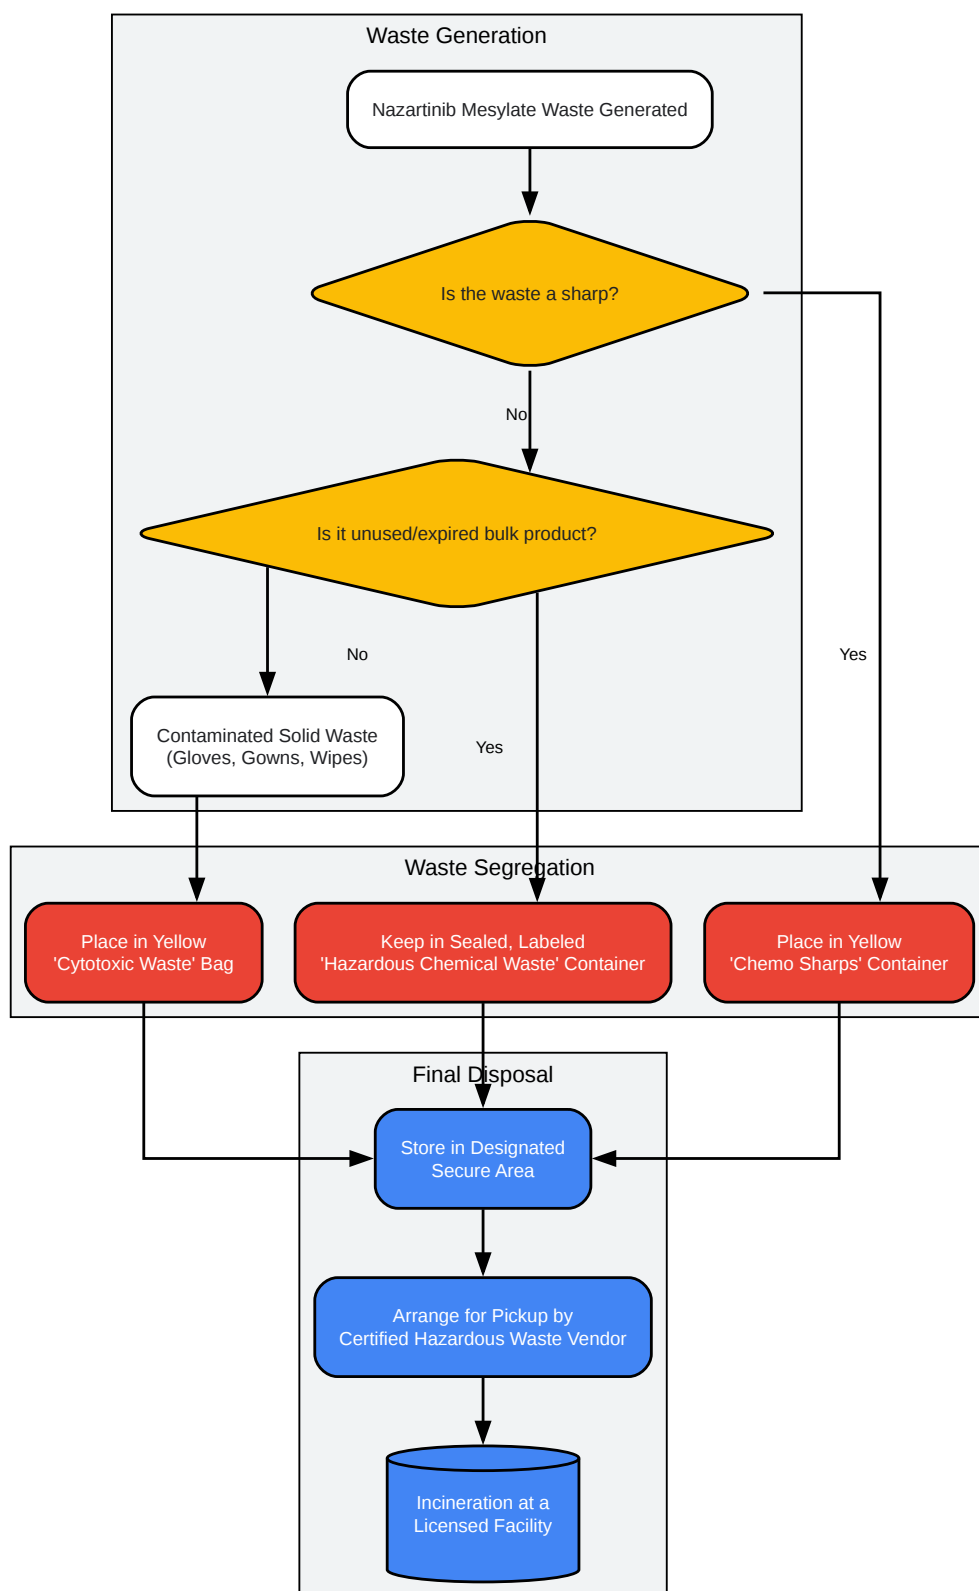 Waste Generation
Nazartinib Mesylate Waste Generated
Is the waste a sharp?
No
Is it unused/expired bulk product?
No
Yes
Contaminated Solid Waste
(Gloves, Gowns, Wipes)
Yes
Waste Segregation
Place in Yellow
'Cytotoxic Waste' Bag
Keep in Sealed, Labeled
'Hazardous Chemical Waste' Container
Place in Yellow
'Chemo Sharps' Container
Final Disposal
Store in Designated
Secure Area
Arrange for Pickup by
Certified Hazardous Waste Vendor
Incineration at a
Licensed Facility